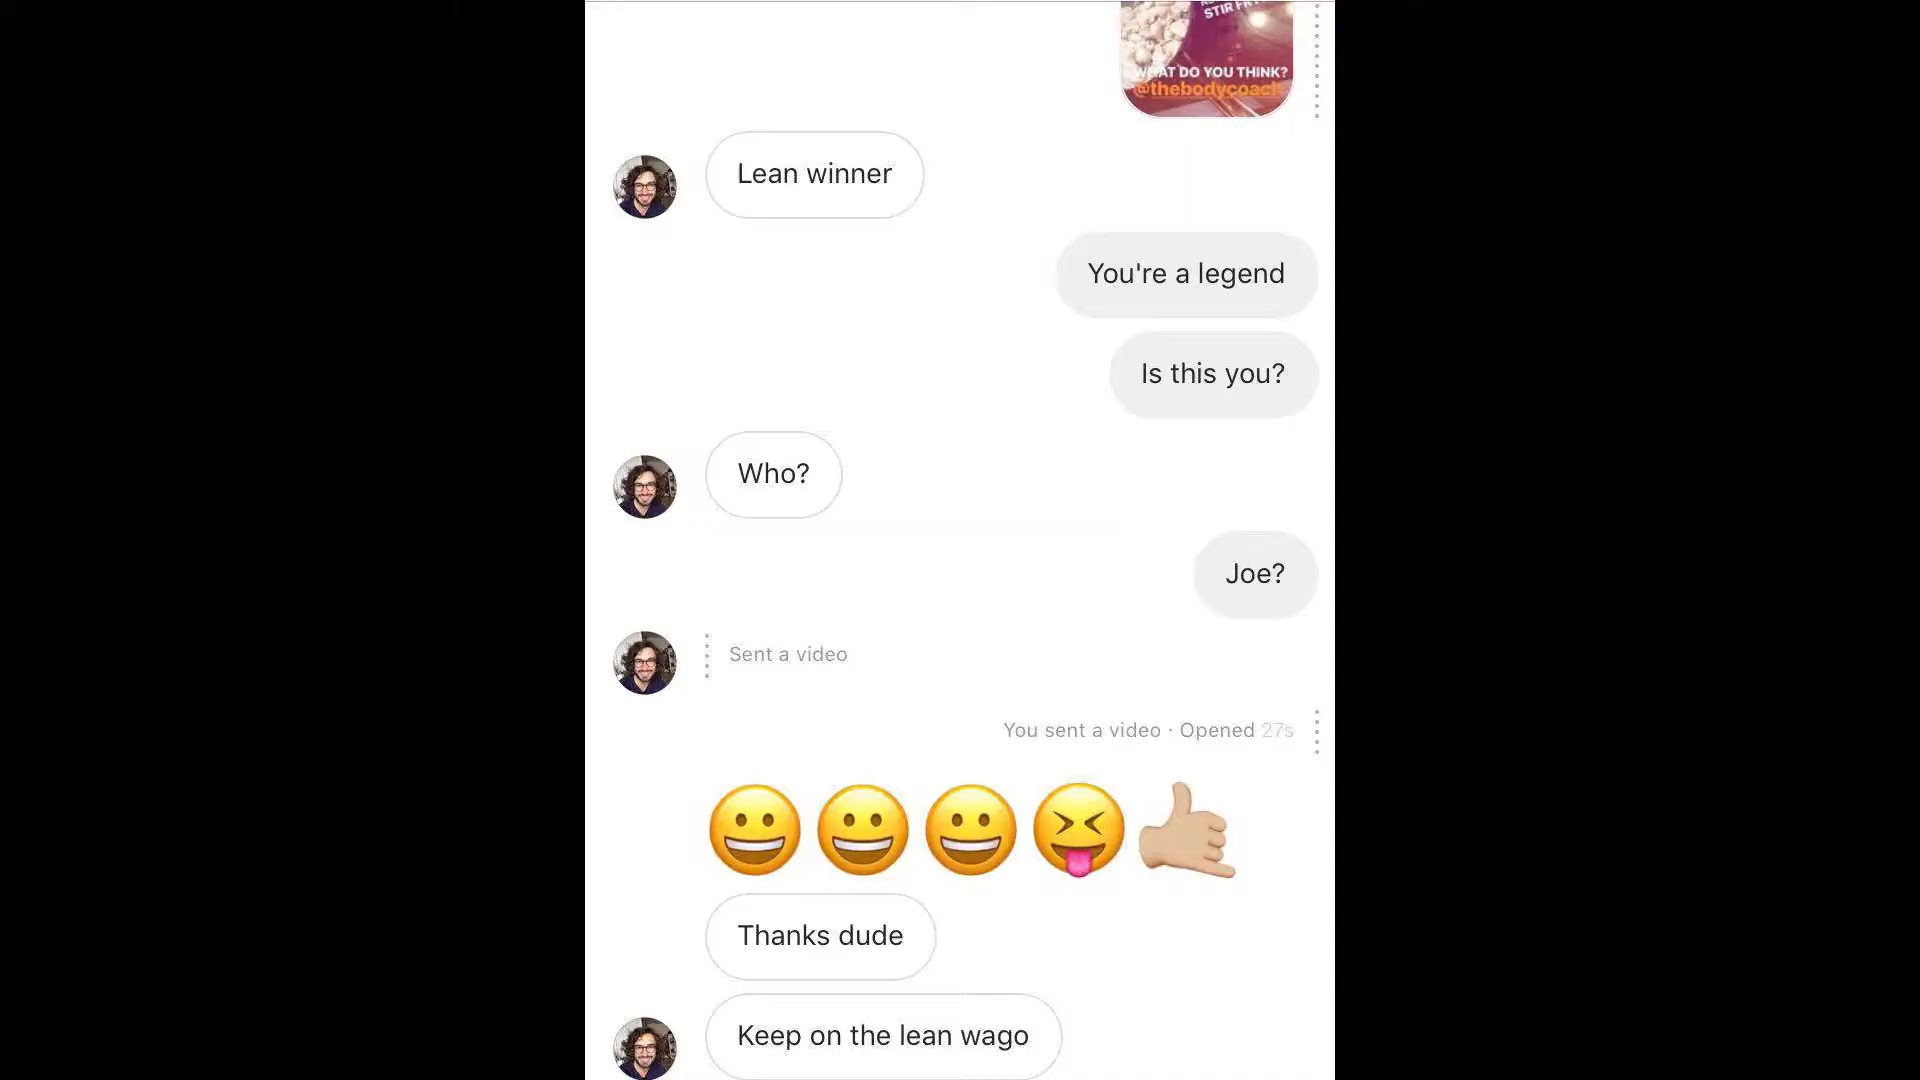 STIR FR
WHAT DO YOU THINK?
@thebodycoach
Lean winner
You're a legend
Is this you?
Who?
Joe?
Sent a video
You sent a video · Opened 27s
Thanks dude
Keep on the lean wago